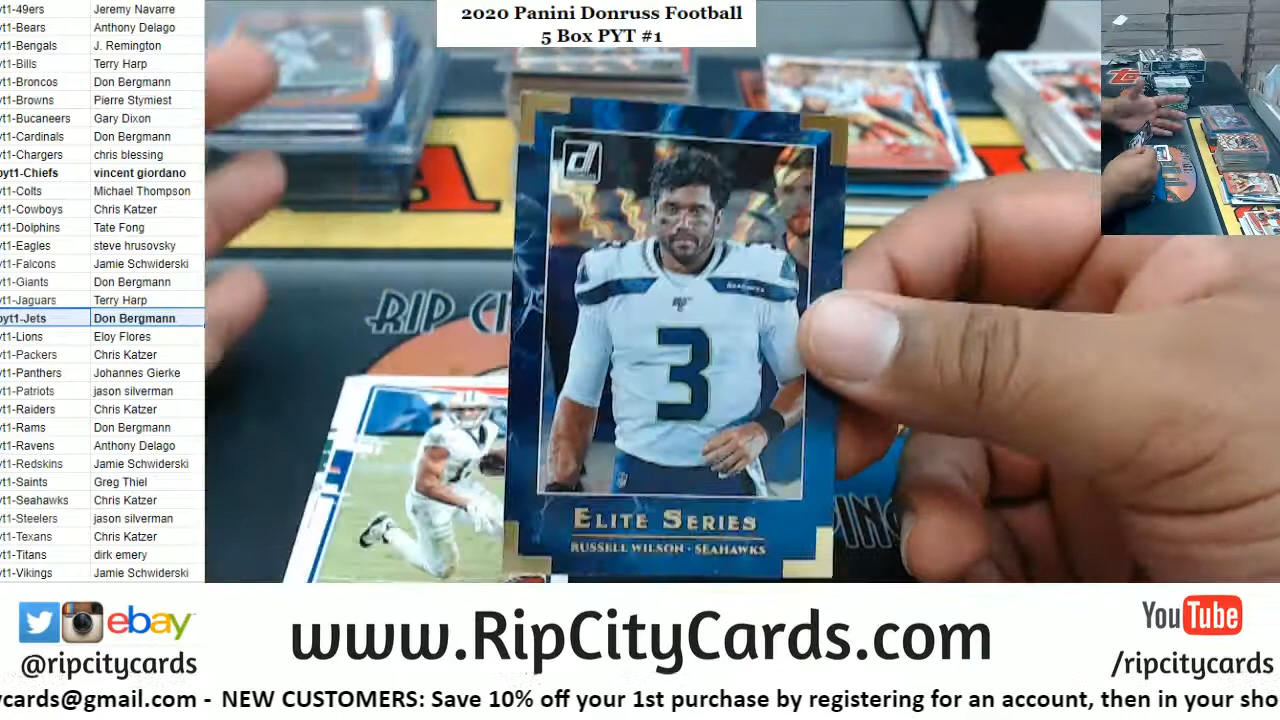 2020 Panini Donruss Football
5 Box PYT #1
yt1-49ers Jeremy Navarre
yt1-Bears Anthony Delago
yt1-Bengals J. Remington
yt1-Bills Terry Harp
yt1-Broncos Don Bergmann
yt1-Browns Pierre Stymiest
yt1-Bucaneers Gary Dixon
yt1-Cardinals Don Bergmann
yt1-Chargers chris blessing
pyt1-Chiefs vincent giordano
yt1-Colts Michael Thompson
yt1-Cowboys Chris Katzer
yt1-Dolphins Tate Fong
yt1-Eagles steve hrusovsky
yt1-Falcons Jamie Schwiderski
yt1-Giants Don Bergmann
yt1-Jaguars Terry Harp
pyt1-Jets Don Bergmann
yt1-Lions Eloy Flores
yt1-Packers Chris Katzer
yt1-Panthers Johannes Gierke
yt1-Patriots jason silverman
yt1-Raiders Chris Katzer
yt1-Rams Don Bergmann
yt1-Ravens Anthony Delago
yt1-Redskins Jamie Schwiderski
yt1-Saints Greg Thiel
yt1-Seahawks Chris Katzer
yt1-Steelers jason silverman
yt1-Texans Chris Katzer
yt1-Titans dirk emery
yt1-Vikings Jamie Schwiderski
RIP CI
d
SEAHAWKS
3
ELITE SERIES
RUSSELL WILSON · SEAHAWKS
ebay
@ripcitycards
www.RipCityCards.com
YouTube
/ripcitycards
ycards@gmail.com - NEW CUSTOMERS: Save 10% off your 1st purchase by registering for an account, then in your sho